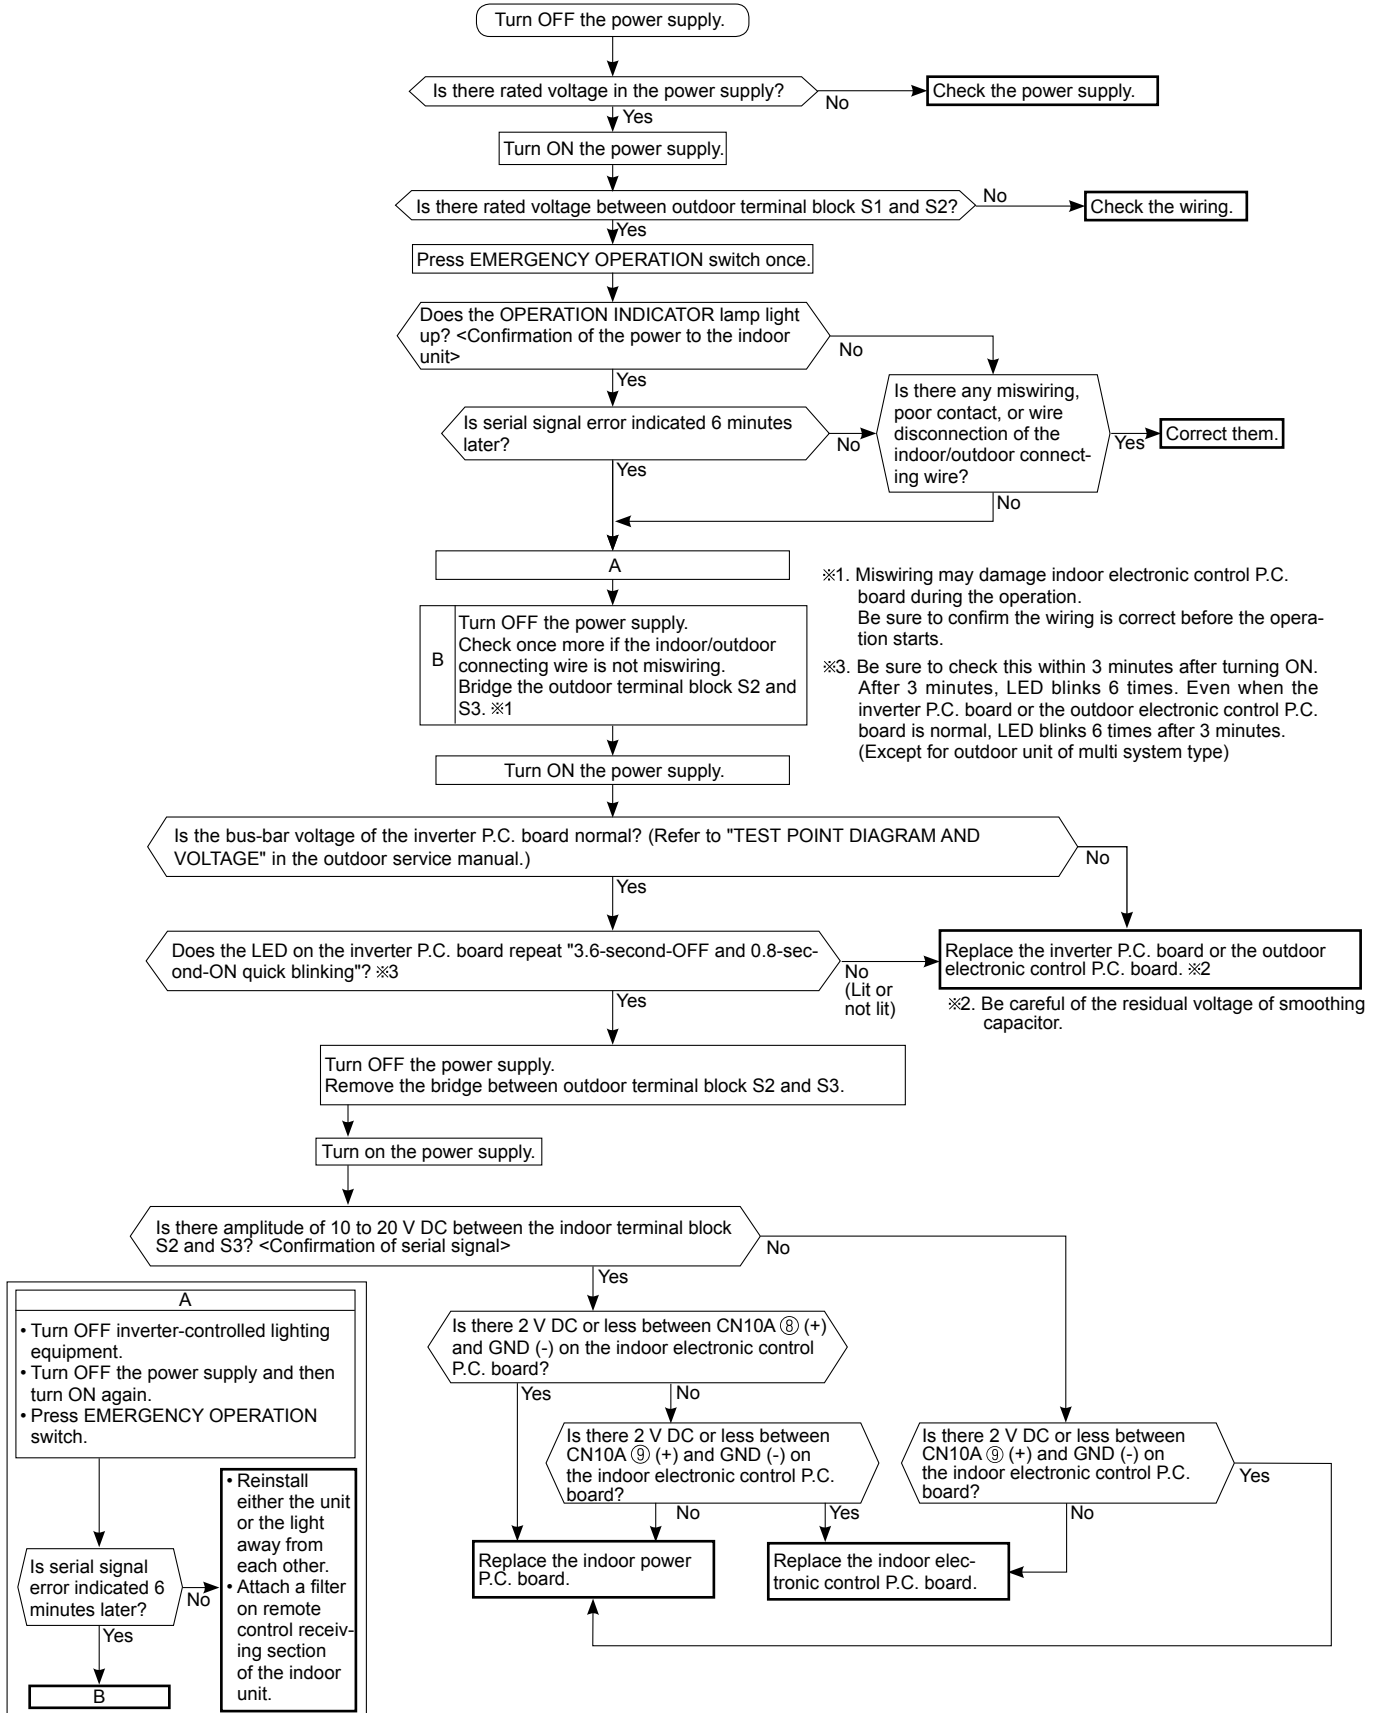 Turn OFF the power supply.
Is there rated voltage in the power supply?
No
Check the power supply.
Yes
Turn ON the power supply.
Is there rated voltage between outdoor terminal block S1 and S2?
No
Check the wiring.
Yes
Press EMERGENCY OPERATION switch once.
Does the OPERATION INDICATOR lamp light
up? <Confirmation of the power to the indoor
unit>
No
Yes
Is there any miswiring,
poor contact, or wire
disconnection of the
indoor/outdoor connect-
ing wire?
Is serial signal error indicated 6 minutes
later?
No
Yes
Correct them.
Yes
No
A
B
Turn OFF the power supply.
Check once more if the indoor/outdoor
connecting wire is not miswiring.
Bridge the outdoor terminal block S2 and
S3. ※1
※1. Miswiring may damage indoor electronic control P.C.
board during the operation.
Be sure to confirm the wiring is correct before the opera-
tion starts.
※3. Be sure to check this within 3 minutes after turning ON.
After 3 minutes, LED blinks 6 times. Even when the
inverter P.C. board or the outdoor electronic control P.C.
board is normal, LED blinks 6 times after 3 minutes.
(Except for outdoor unit of multi system type)
Turn ON the power supply.
Is the bus-bar voltage of the inverter P.C. board normal? (Refer to "TEST POINT DIAGRAM AND
VOLTAGE" in the outdoor service manual.)
No
Yes
Does the LED on the inverter P.C. board repeat "3.6-second-OFF and 0.8-sec-
ond-ON quick blinking"? ※3
No
(Lit or
not lit)
Replace the inverter P.C. board or the outdoor
electronic control P.C. board. ※2
※2. Be careful of the residual voltage of smoothing
capacitor.
Yes
Turn OFF the power supply.
Remove the bridge between outdoor terminal block S2 and S3.
Turn on the power supply.
Is there amplitude of 10 to 20 V DC between the indoor terminal block
S2 and S3? <Confirmation of serial signal>
No
Yes
Is there 2 V DC or less between CN10A ⑧ (+)
and GND (-) on the indoor electronic control
P.C. board?
Yes
No
Is there 2 V DC or less between
CN10A ⑨ (+) and GND (-) on
the indoor electronic control P.C.
board?
No
Yes
Is there 2 V DC or less between
CN10A ⑨ (+) and GND (-) on
the indoor electronic control P.C.
board?
Yes
No
Replace the indoor power
P.C. board.
Replace the indoor elec-
tronic control P.C. board.
A
• Turn OFF inverter-controlled lighting
equipment.
• Turn OFF the power supply and then
turn ON again.
• Press EMERGENCY OPERATION
switch.
Is serial signal
error indicated 6
minutes later?
No
Yes
B
• Reinstall
either the unit
or the light
away from
each other.
• Attach a filter
on remote
control receiv-
ing section
of the indoor
unit.